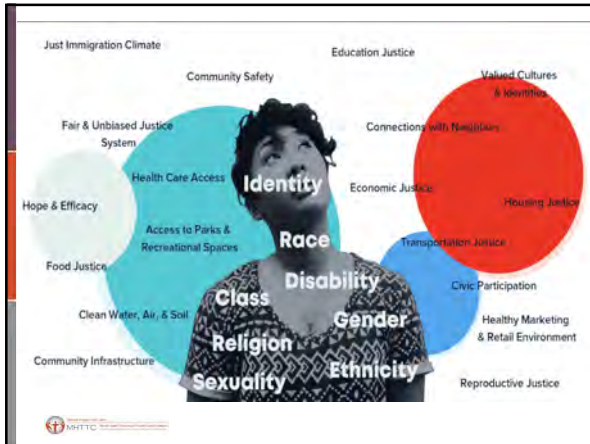 Just Immigration Climate
Education Justice
Community Safety
Valued Cultures
& Identities
Fair & Unbiased Justice
System
Connections with Neighbors
Health Care Access
Identity
Economic Justice
Housing Justice
Hope & Efficacy
Access to Parks &
Recreational Spaces
Race
Transportation Justice
Food Justice
Disability
Civic Participation
Class
Clean Water, Air, & Soil
Gender
Healthy Marketing
& Retail Environment
Religion
Community Infrastructure
Ethnicity
Sexuality
Reproductive Justice
MHTTC